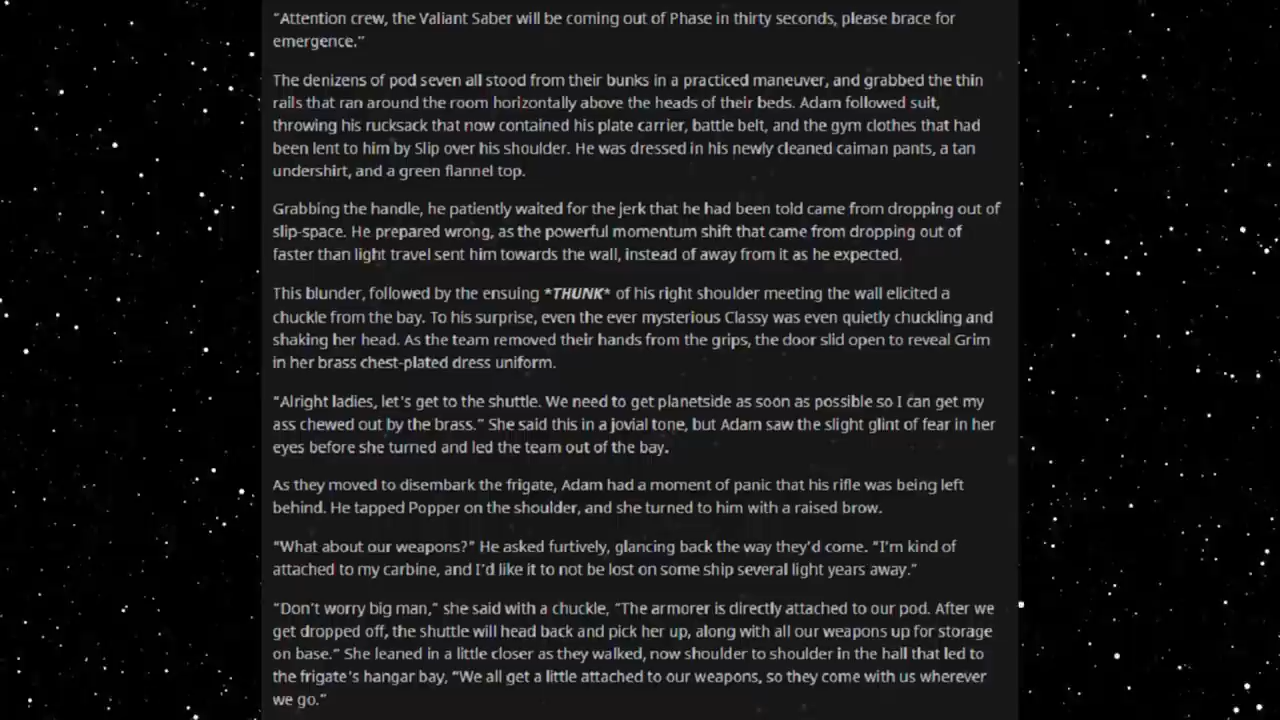 “Attention crew, the Valiant Saber will be coming out of Phase in thirty seconds, please brace for
emergence.”
The denizens of pod seven all stood from their bunks in a practiced maneuver, and grabbed the thin
rails that ran around the room horizontally above the heads of their beds. Adam followed suit,
throwing his rucksack that now contained his plate carrier, battle belt, and the gym clothes that had
been lent to him by Slip over his shoulder. He was dressed in his newly cleaned caiman pants, a tan
undershirt, and a green flannel top.
Grabbing the handle, he patiently waited for the jerk that he had been told came from dropping out of
slip-space. He prepared wrong, as the powerful momentum shift that came from dropping out of
faster than light travel sent him towards the wall, instead of away from it as he expected.
This blunder, followed by the ensuing *THUNK* of his right shoulder meeting the wall elicited a
chuckle from the bay. To his surprise, even the ever mysterious Classy was even quietly chuckling and
shaking her head. As the team removed their hands from the grips, the door slid open to reveal Grim
in her brass chest-plated dress uniform.
“Alright ladies, let’s get to the shuttle. We need to get planetside as soon as possible so I can get my
ass chewed out by the brass.” She said this in a jovial tone, but Adam saw the slight glint of fear in her
eyes before she turned and led the team out of the bay.
As they moved to disembark the frigate, Adam had a moment of panic that his rifle was being left
behind. He tapped Popper on the shoulder, and she turned to him with a raised brow.
“What about our weapons?” He asked furtively, glancing back the way they’d come. “I’m kind of
attached to my carbine, and I’d like it to not be lost on some ship several light years away.”
“Don’t worry big man,” she said with a chuckle, “The armorer is directly attached to our pod. After we
get dropped off, the shuttle will head back and pick her up, along with all our weapons up for storage
on base.” She leaned in a little closer as they walked, now shoulder to shoulder in the hall that led to
the frigate’s hangar bay, “We all get a little attached to our weapons, so they come with us wherever
we go.”